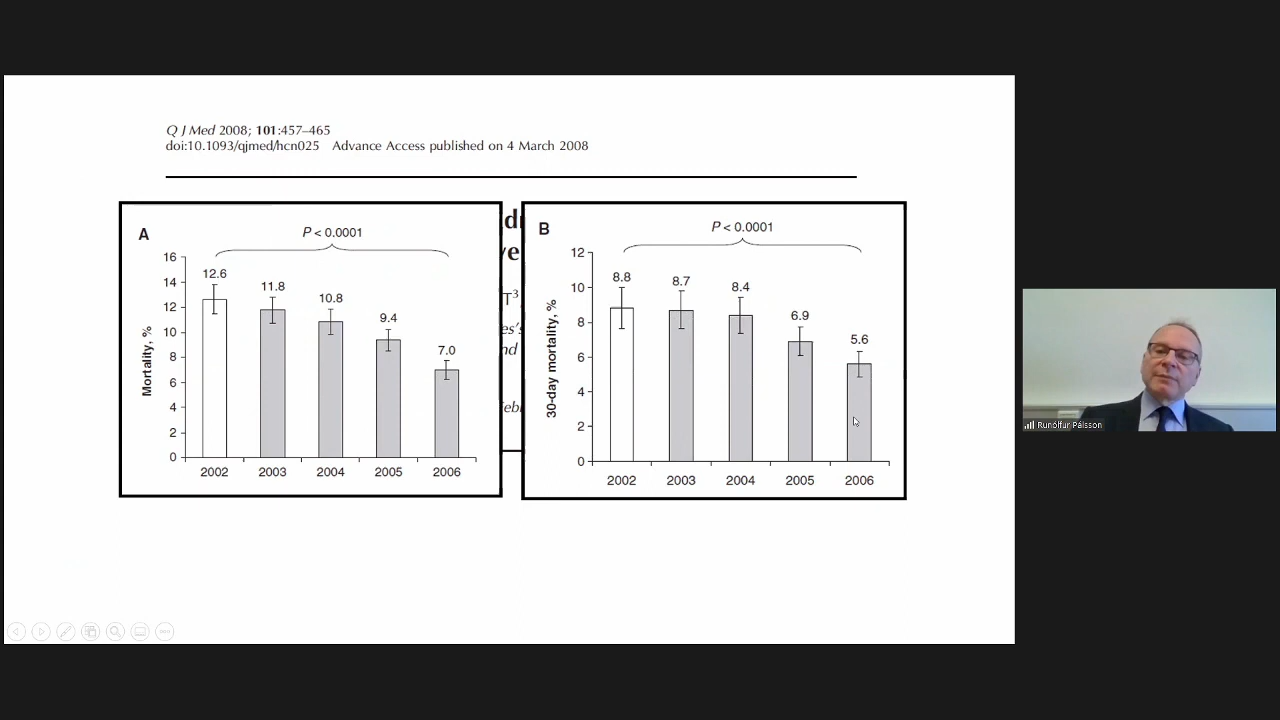 Q J Med 2008; 101:457–465
doi:10.1093/qjmed/hcn025 Advance Access published on 4 March 2008
A
P < 0.0001
Mortality, %
16
14
12
10
8
6
4
2
0
12.6
11.8
10.8
9.4
7.0
2002 2003 2004 2005 2006
T3
nd
B
P < 0.0001
30-day mortality, %
12
10
8
6
4
2
0
8.8
8.7
8.4
6.9
5.6
2002 2003 2004 2005 2006
Runólfur Pálsson